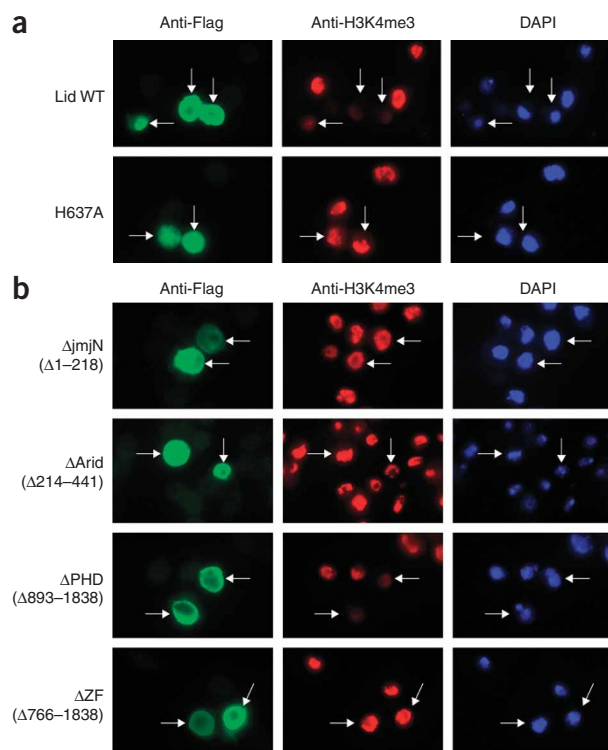 a
Anti-Flag Anti-H3K4me3 DAPI
Lid WT
H637A
b
Anti-Flag Anti-H3K4me3 DAPI
ΔjmjN
(Δ1–218)
ΔArid
(Δ214–441)
ΔPHD
(Δ893–1838)
ΔZF
(Δ766–1838)